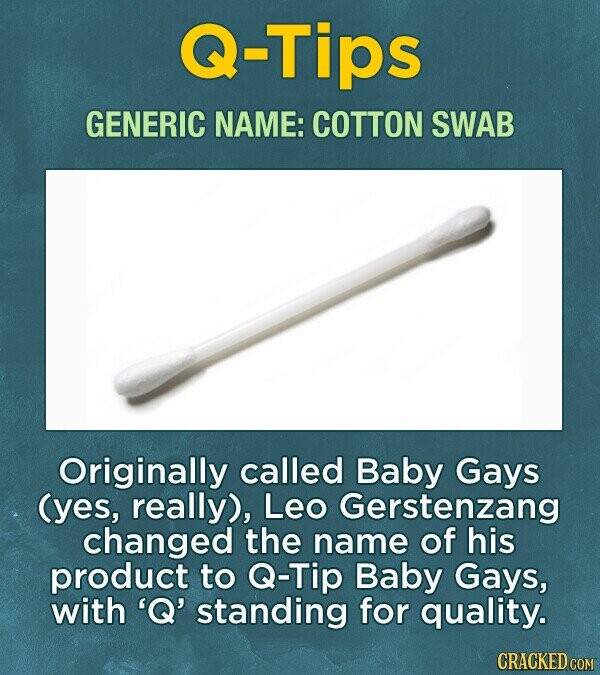 Q-Tips
GENERIC NAME: COTTON SWAB
Originally called Baby Gays
(yes, really), Leo Gerstenzang
changed the name of his
product to Q-Tip Baby Gays,
with ‘Q’ standing for quality.
CRACKED.COM